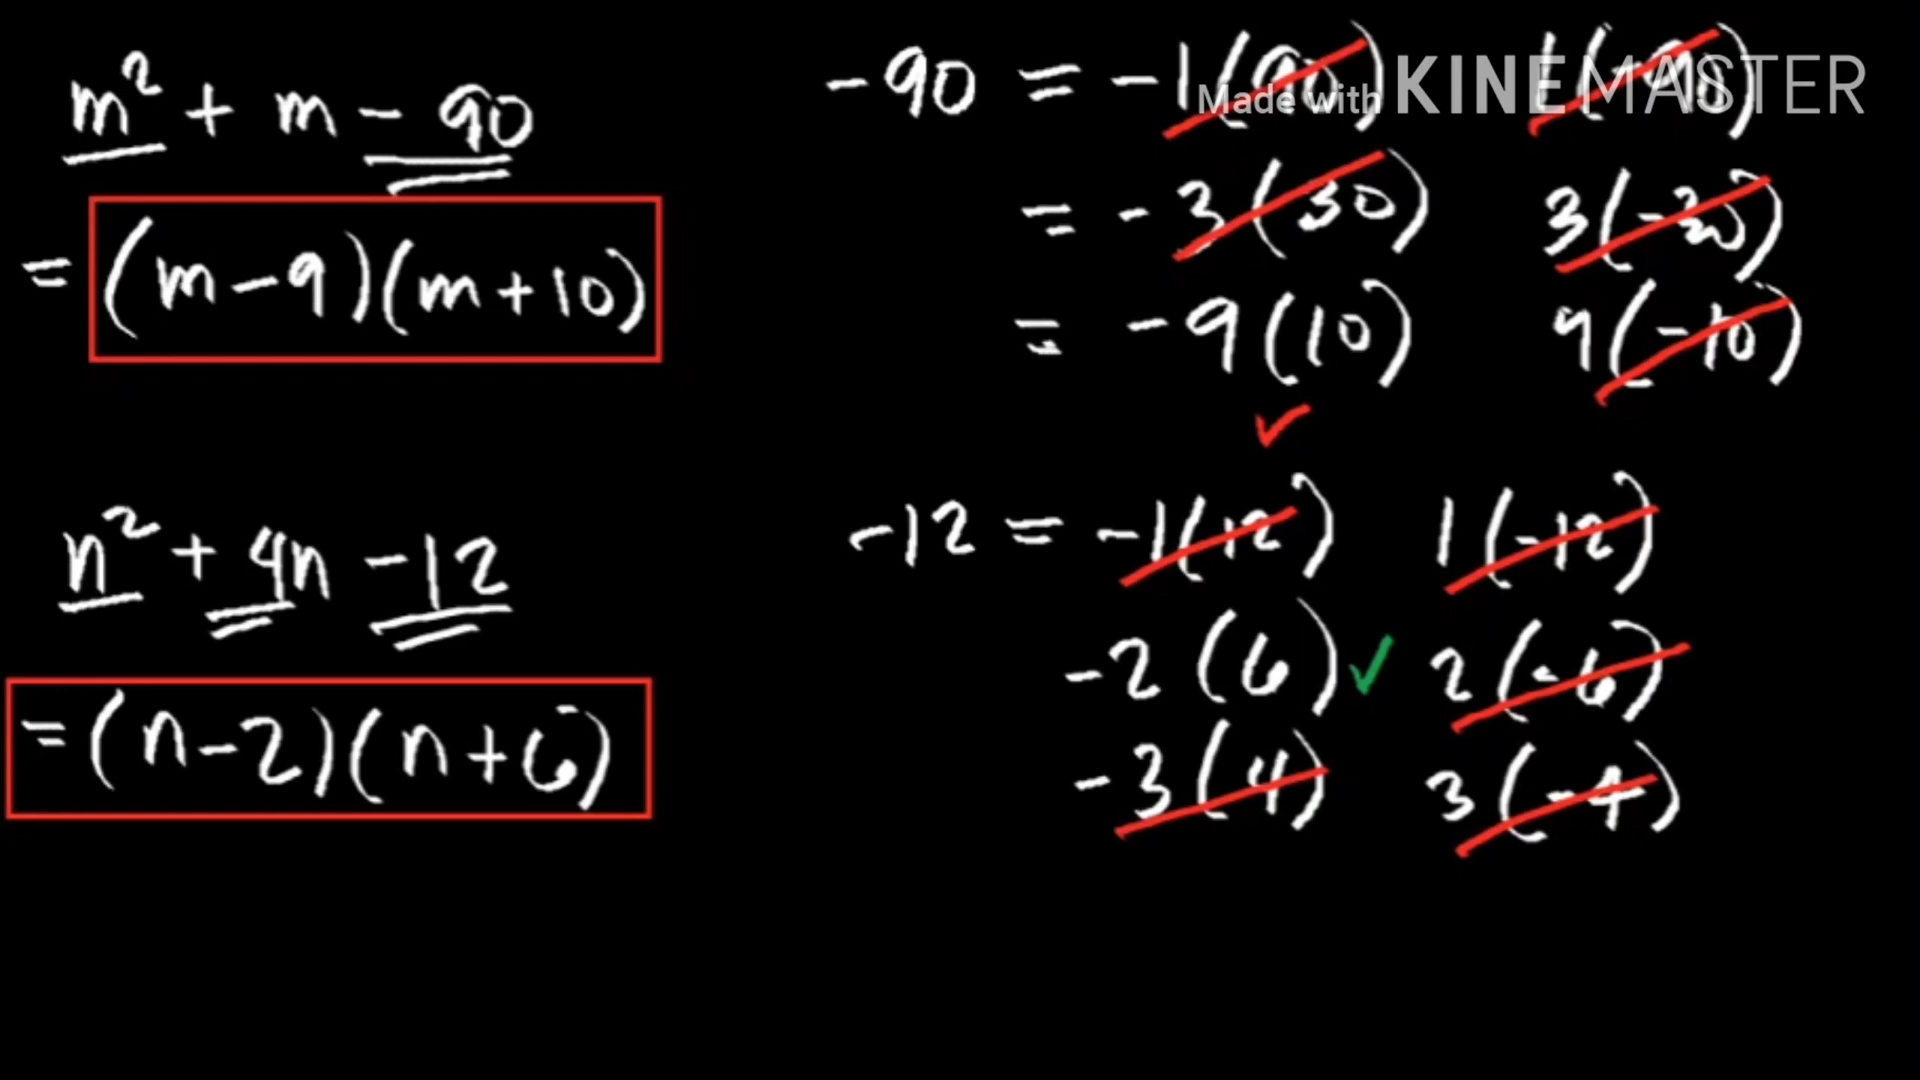 m² + m - 90
= (m-9)(m+10)
-90 = -1(90) 1(-90)
= -3(30) 3(-30)
= -9(10) 9(-10)
Made with KINEMASTER
n² + 4n - 12
= (n-2)(n+6)
-12 = -1(12) 1(-12)
-2(6) 2(-6)
-3(4) 3(-4)